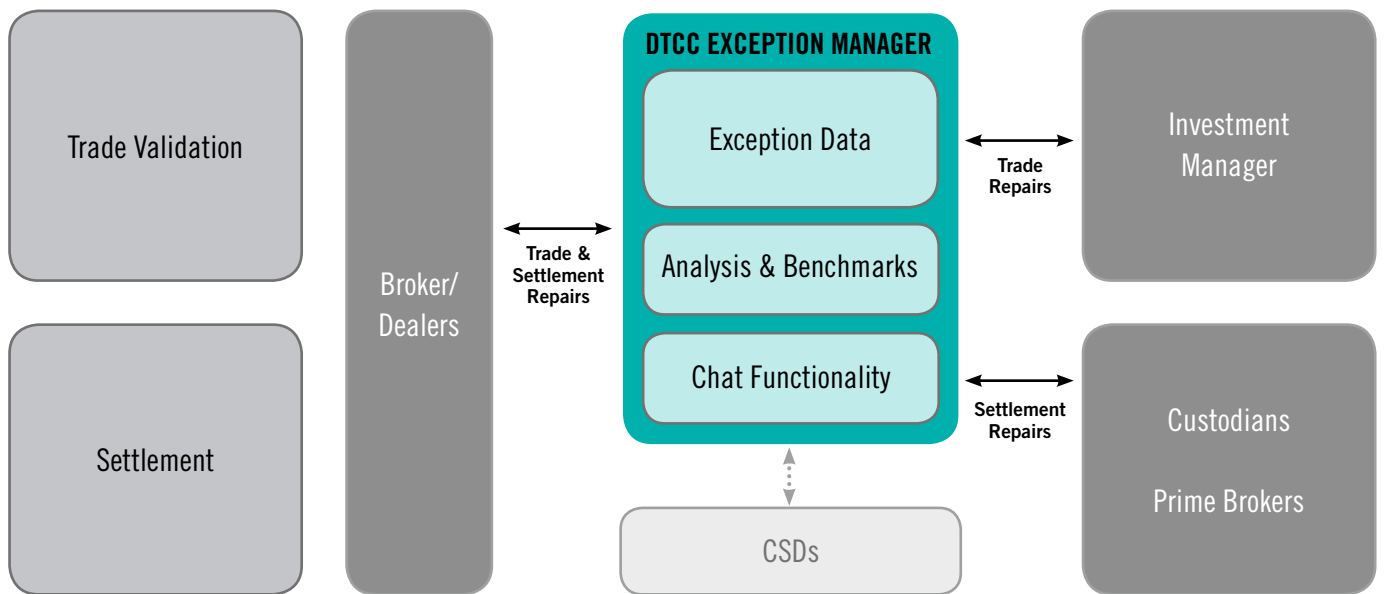 Trade Validation
Settlement
Broker/
Dealers
Trade &
Settlement
Repairs
DTCC EXCEPTION MANAGER
Exception Data
Analysis & Benchmarks
Chat Functionality
CSDs
Trade
Repairs
Settlement
Repairs
Investment
Manager
Custodians
Prime Brokers